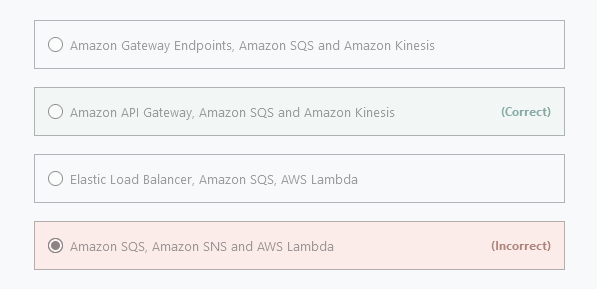 Amazon Gateway Endpoints, Amazon SQS and Amazon Kinesis
Amazon API Gateway, Amazon SQS and Amazon Kinesis (Correct)
Elastic Load Balancer, Amazon SQS, AWS Lambda
Amazon SQS, Amazon SNS and AWS Lambda (Incorrect)